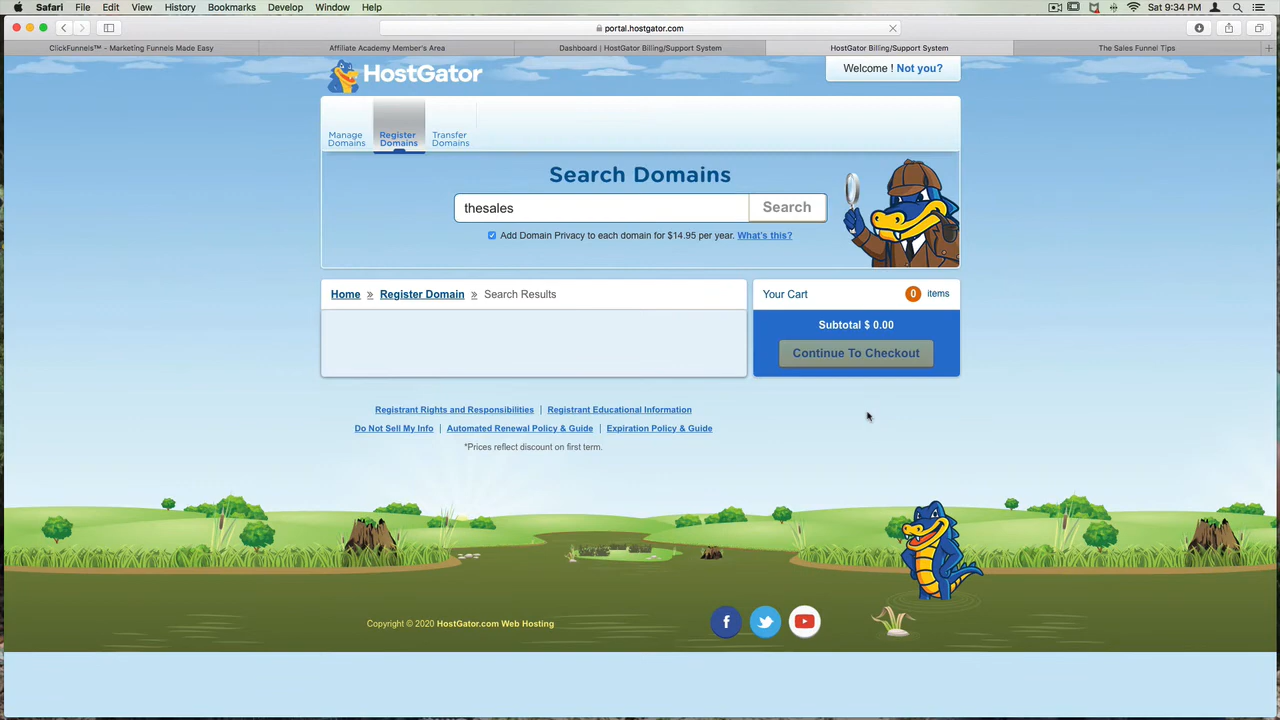 Safari File Edit View History Bookmarks Develop Window Help Sat 9:34 PM
portal.hostgator.com
ClickFunnels™ - Marketing Funnels Made Easy Affiliate Academy Member's Area Dashboard | HostGator Billing/Support System HostGator Billing/Support System The Sales Funnel Tips
HostGator
Welcome ! Not you?
Manage Domains
Register Domains
Transfer Domains
Search Domains
thesales Search
Add Domain Privacy to each domain for $14.95 per year. What's this?
Home » Register Domain » Search Results
Your Cart 0 items
Subtotal $ 0.00
Continue To Checkout
Registrant Rights and Responsibilities | Registrant Educational Information
Do Not Sell My Info | Automated Renewal Policy & Guide | Expiration Policy & Guide
*Prices reflect discount on first term.
Copyright © 2020 HostGator.com Web Hosting